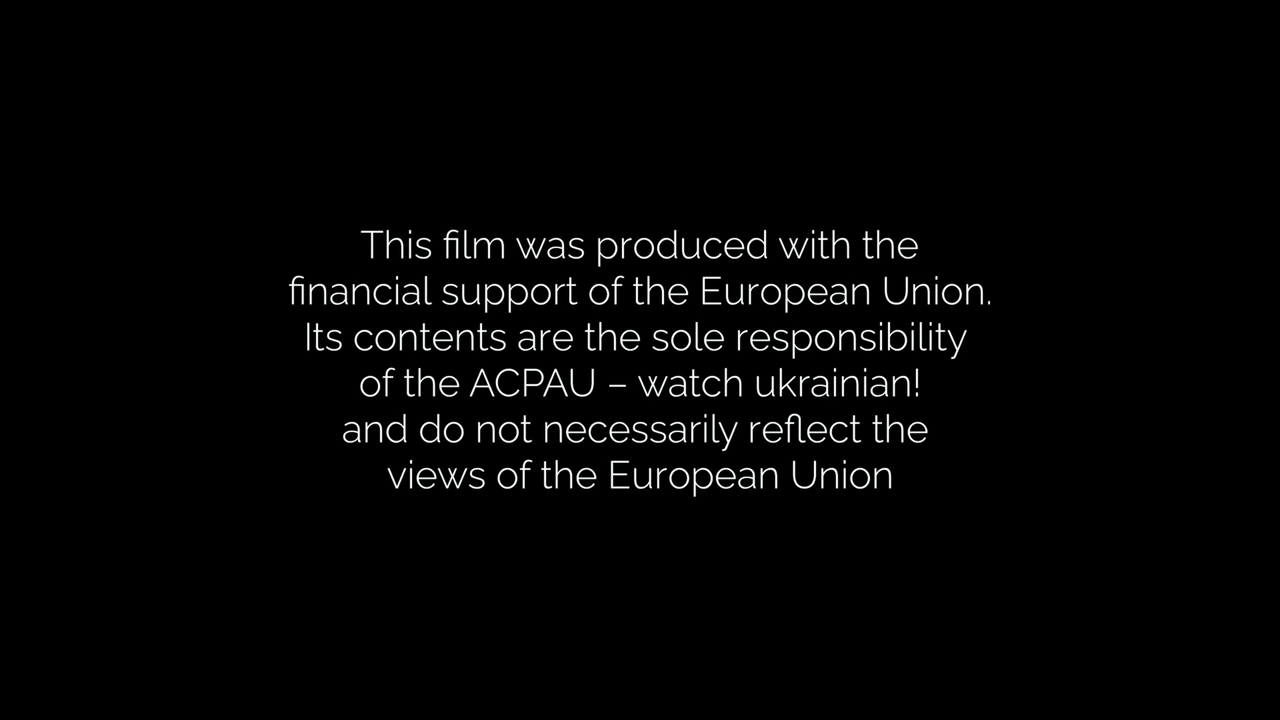 This film was produced with the
financial support of the European Union.
Its contents are the sole responsibility
of the ACPAU – watch ukrainian!
and do not necessarily reflect the
views of the European Union